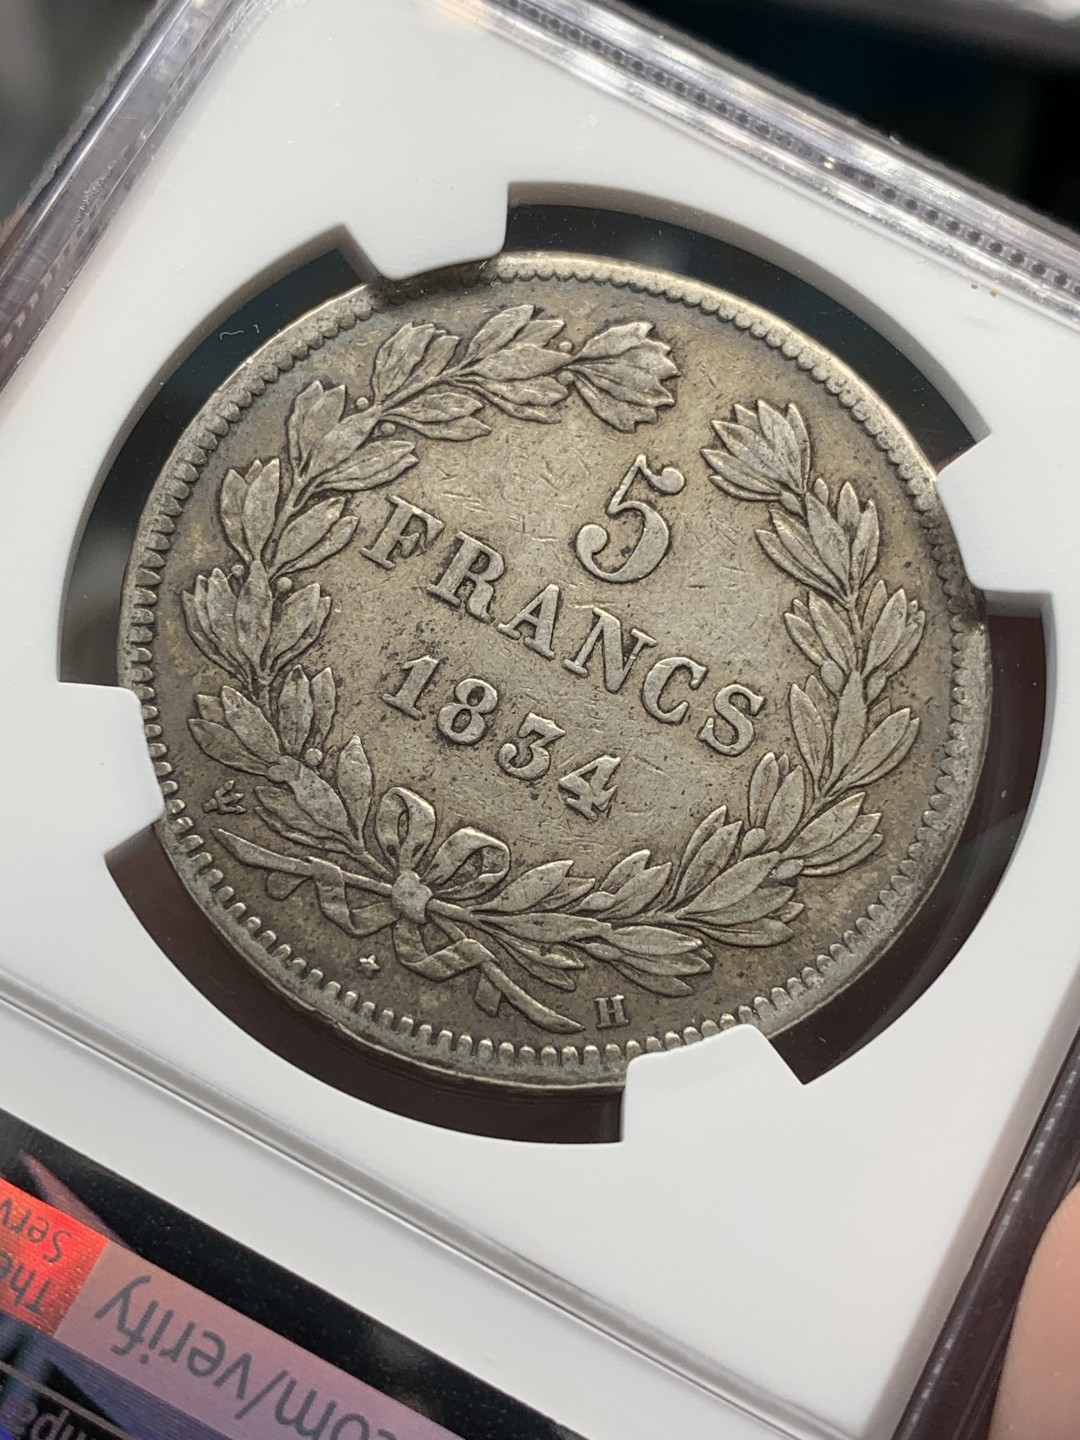 5
FRANCS
1834
H
com/verify
The
Serv